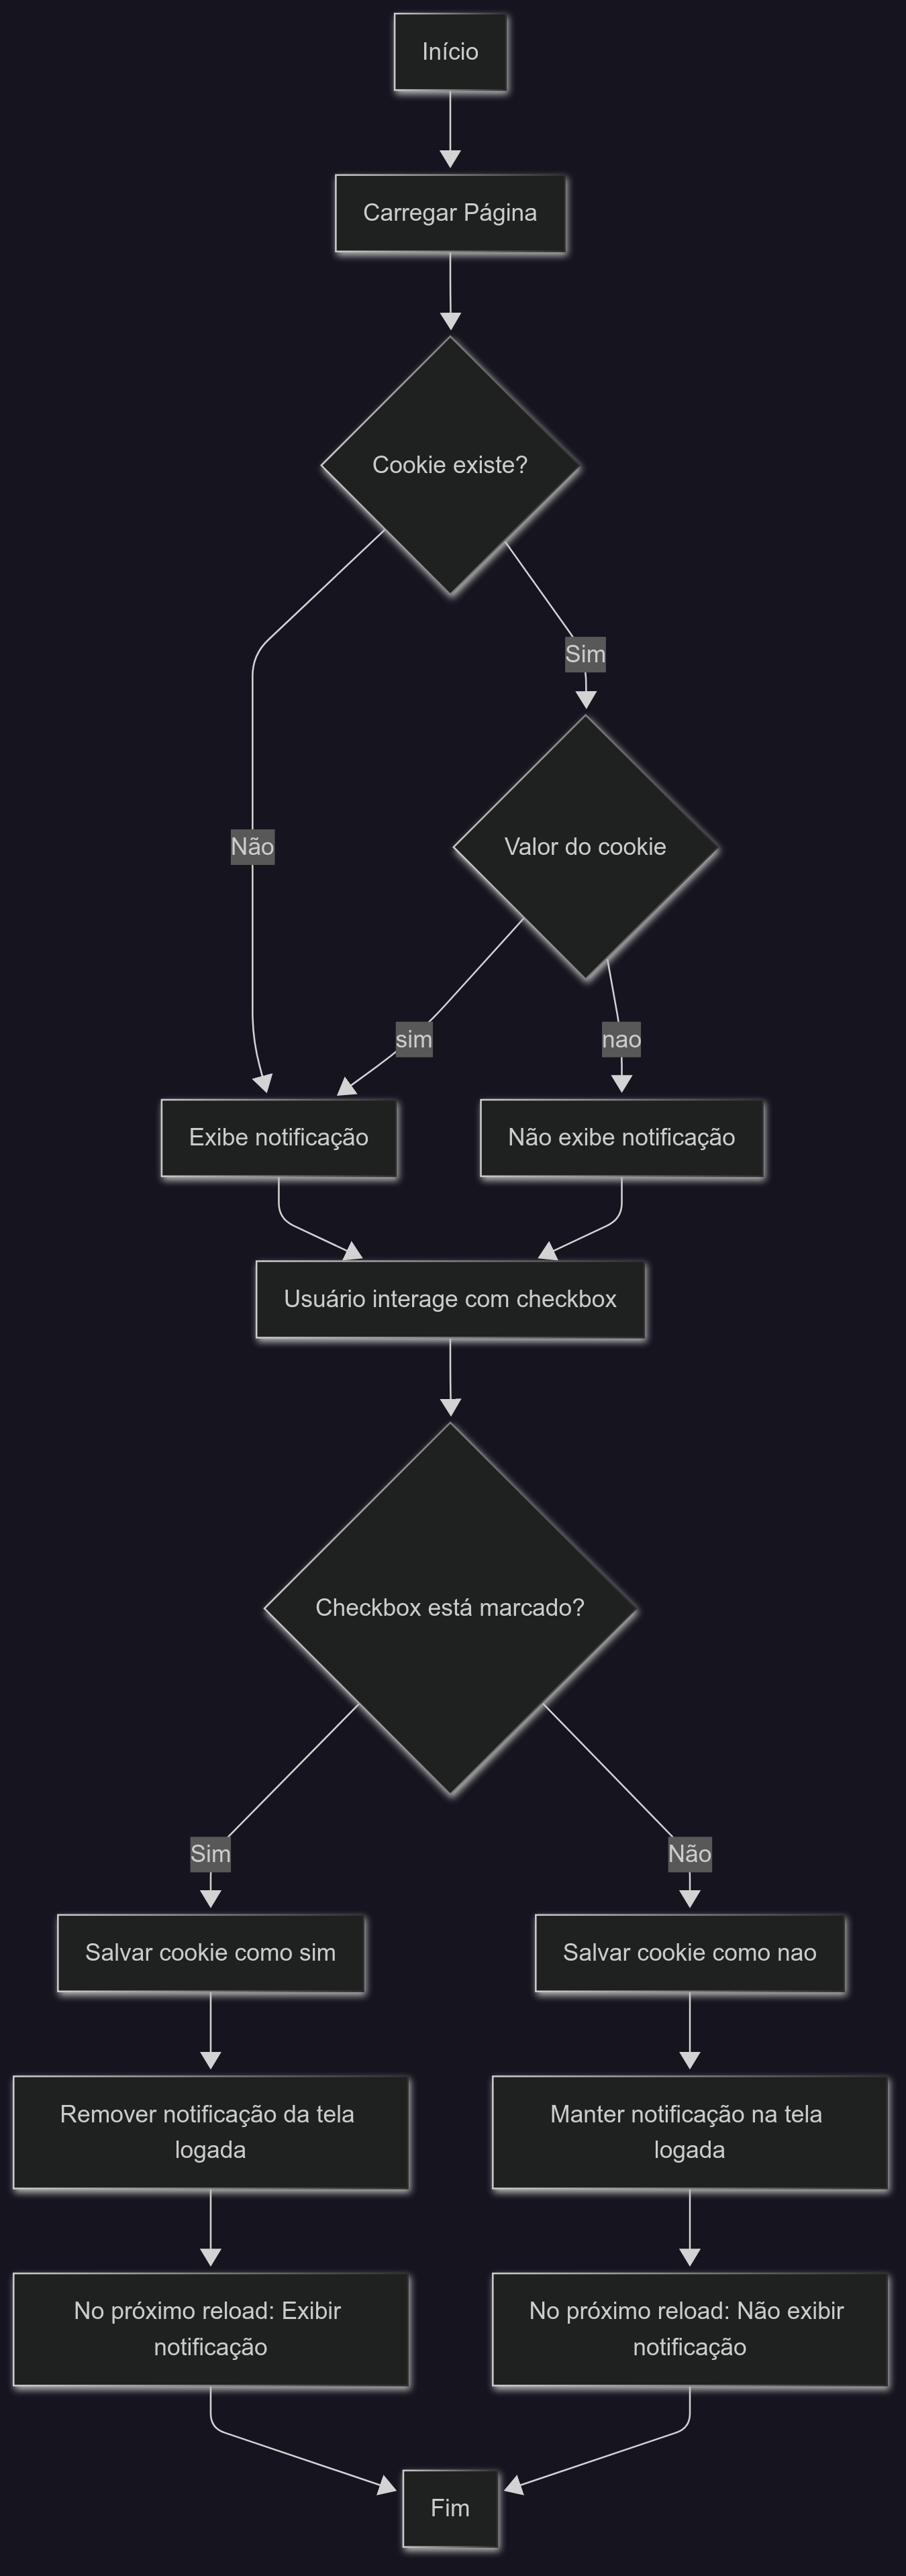 Início
Carregar Página
Cookie existe?
Sim
Não
Valor do cookie
sim
nao
Exibe notificação
Não exibe notificação
Usuário interage com checkbox
Checkbox está marcado?
Sim
Não
Salvar cookie como sim
Salvar cookie como nao
Remover notificação da tela
logada
Manter notificação na tela
logada
No próximo reload: Exibir
notificação
No próximo reload: Não exibir
notificação
Fim